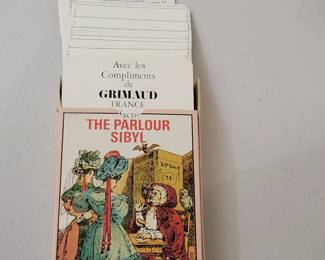 Avec les
Compliments
de
GRIMAUD
FRANCE
THE PARLOUR
SIBYL